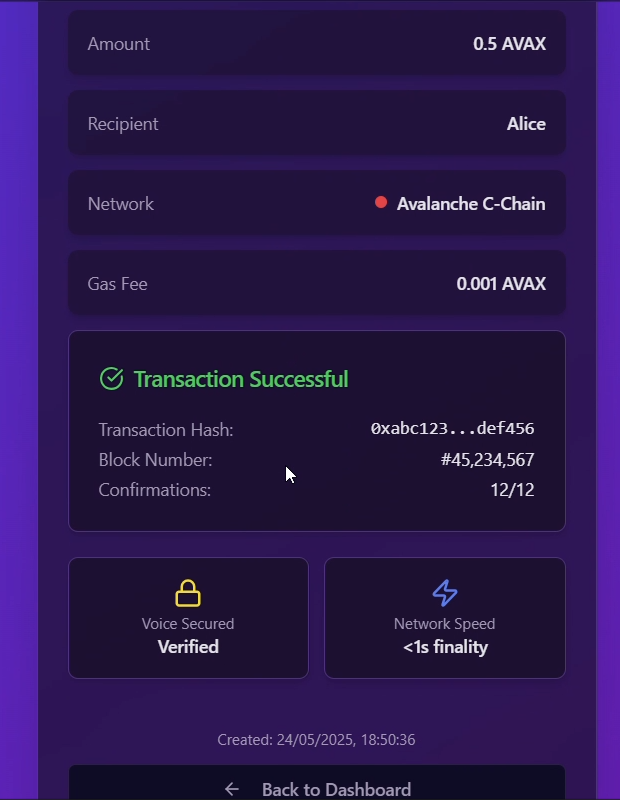 Amount 0.5 AVAX
Recipient Alice
Network Avalanche C-Chain
Gas Fee 0.001 AVAX
Transaction Successful
Transaction Hash: 0xabc123...def456
Block Number: #45,234,567
Confirmations: 12/12
Voice Secured
Verified
Network Speed
<1s finality
Created: 24/05/2025, 18:50:36
Back to Dashboard